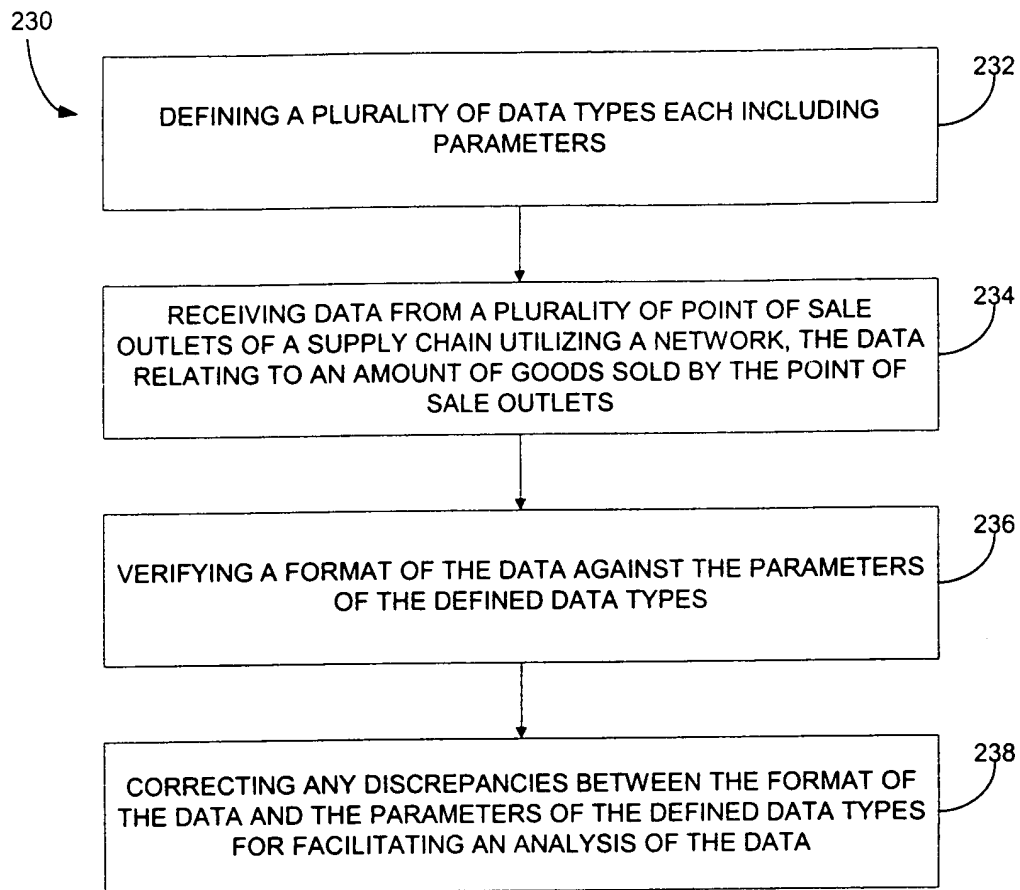 230
232
DEFINING A PLURALITY OF DATA TYPES EACH INCLUDING
PARAMETERS
234
RECEIVING DATA FROM A PLURALITY OF POINT OF SALE
OUTLETS OF A SUPPLY CHAIN UTILIZING A NETWORK, THE DATA
RELATING TO AN AMOUNT OF GOODS SOLD BY THE POINT OF
SALE OUTLETS
236
VERIFYING A FORMAT OF THE DATA AGAINST THE PARAMETERS
OF THE DEFINED DATA TYPES
238
CORRECTING ANY DISCREPANCIES BETWEEN THE FORMAT OF
THE DATA AND THE PARAMETERS OF THE DEFINED DATA TYPES
FOR FACILITATING AN ANALYSIS OF THE DATA